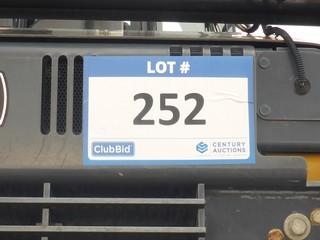 LOT #
252
ClubBid
CENTURY
AUCTIONS